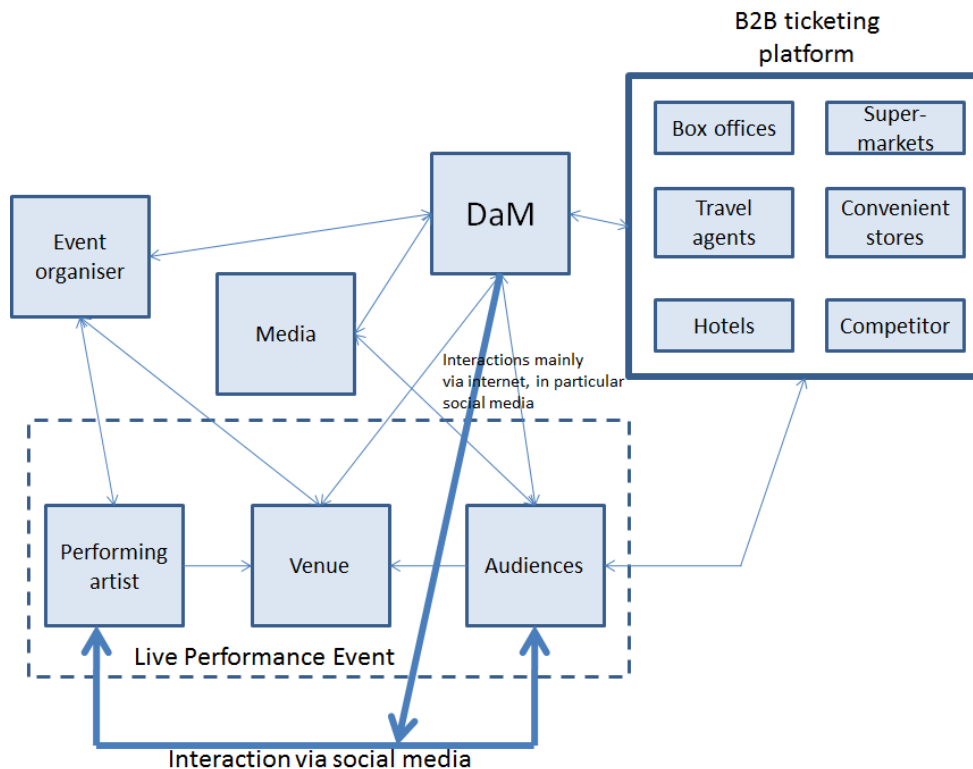 B2B ticketing
platform
Box offices
Super-
markets
DaM
Travel
agents
Convenient
stores
Event
organiser
Media
Hotels
Competitor
Interactions mainly
via internet, in particular
social media
Performing
artist
Venue
Audiences
Live Performance Event
Interaction via social media